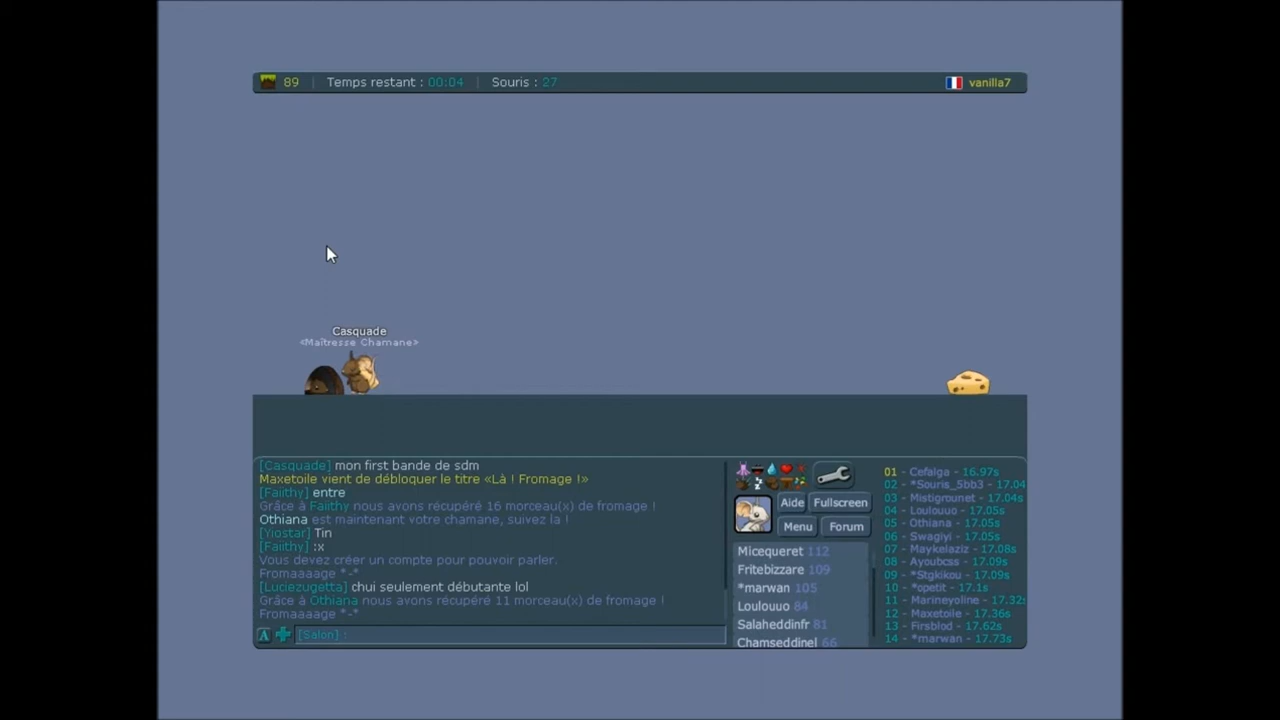 89 | Temps restant : 00:04 | Souris : 27
vanilla7
Casquade
<Maîtresse Chamane>
[Casquade] mon first bande de sdm
Maxetoile vient de débloquer le titre «Là ! Fromage !»
[Faiithy] entre
Grâce à Faiithy nous avons récupéré 16 morceau(x) de fromage !
Othiana est maintenant votre chamane, suivez la !
[Yiostar] Tin
[Faiithy] :x
Vous devez créer un compte pour pouvoir parler.
Fromaaaage *-*
[Luciezugetta] chui seulement débutante lol
Grâce à Othiana nous avons récupéré 11 morceau(x) de fromage !
Fromaaaage *-*
A [Salon] :
Aide Fullscreen
Menu Forum
Micequeret 112
Fritebizzare 109
*marwan 105
Loulouuo 84
Salaheddinfr 81
Chamseddinel 66
01 - Cefalga - 16.97s
02 - *Souris_5bb3 - 17.04
03 - Mistigrounet - 17.04s
04 - Loulouuo - 17.05s
05 - Othiana - 17.05s
06 - Swagiyi - 17.05s
07 - Maykelaziz - 17.08s
08 - Ayoubcss - 17.09s
09 - *Stgkikou - 17.09s
10 - *opetit - 17.1s
11 - Marineyoline - 17.32s
12 - Maxetoile - 17.36s
13 - Firsblod - 17.62s
14 - *marwan - 17.73s